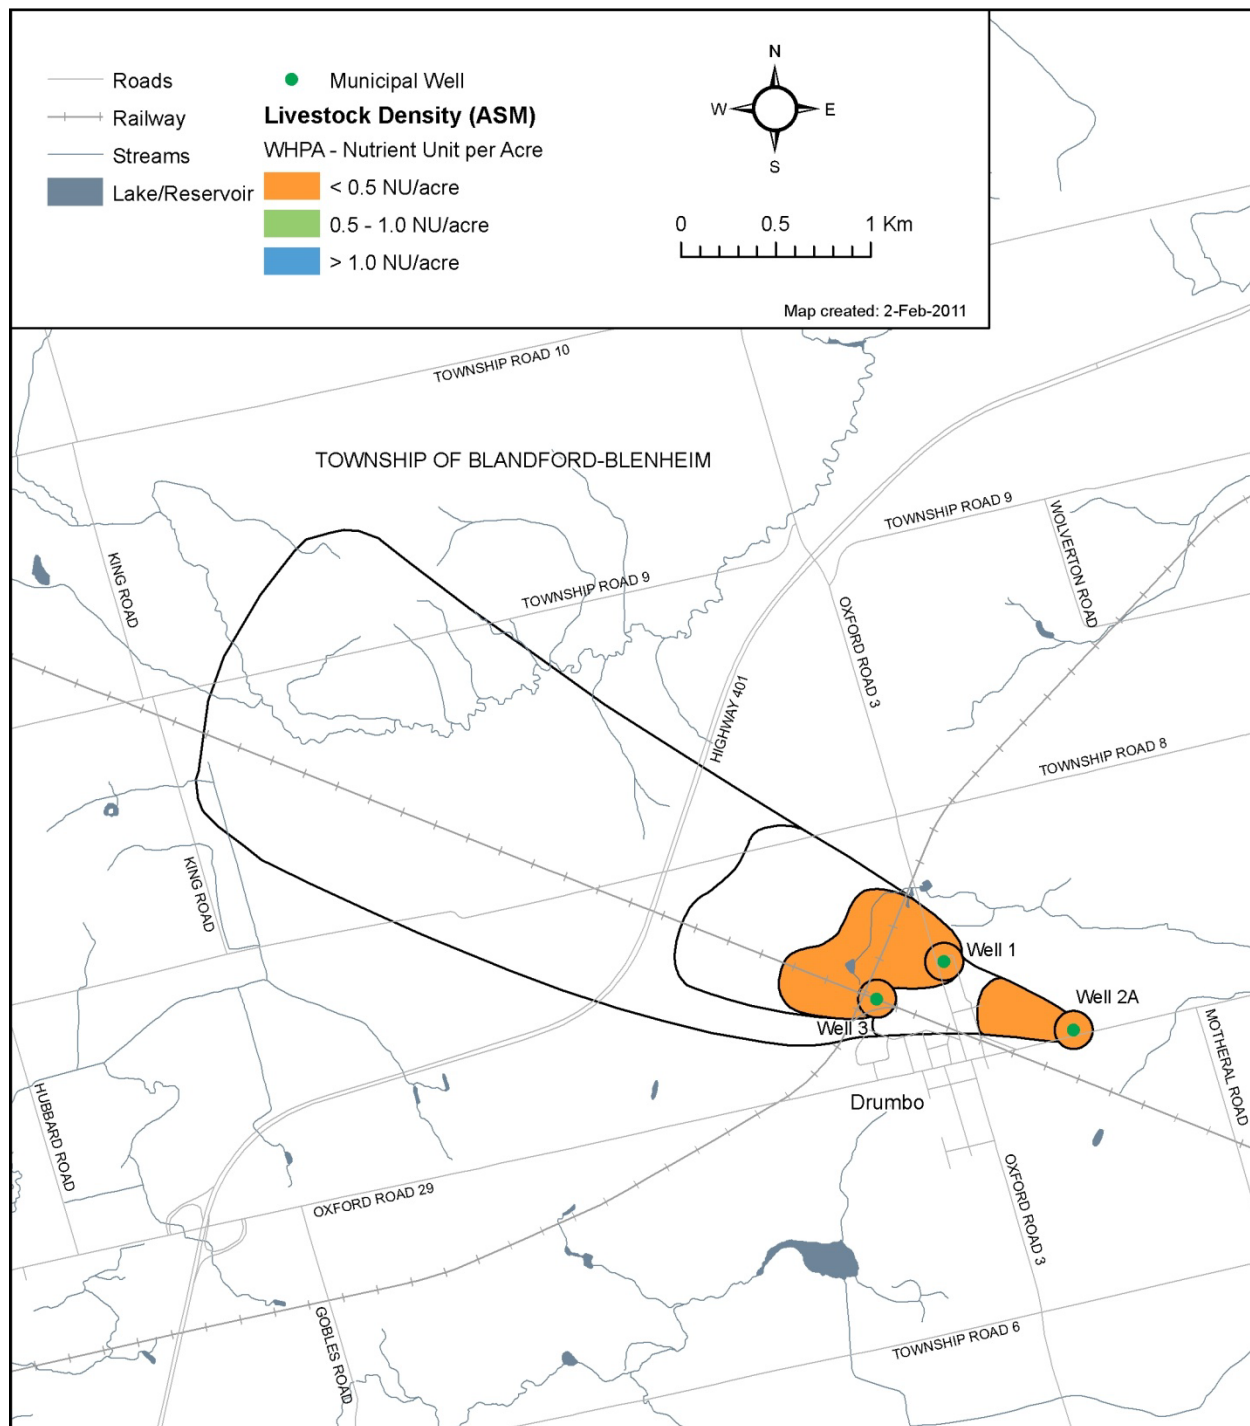 Roads
Railway
Streams
Lake/Reservoir
Municipal Well
Livestock Density (ASM)
WHPA - Nutrient Unit per Acre
< 0.5 NU/acre
0.5 - 1.0 NU/acre
> 1.0 NU/acre
N
W
E
S
0
0.5
1 Km
Map created: 2-Feb-2011
TOWNSHIP ROAD 10
TOWNSHIP OF BLANDFORD-BLENHEIM
TOWNSHIP ROAD 9
WOLVERTON ROAD
KING ROAD
TOWNSHIP ROAD 9
OXFORD ROAD 3
HIGHWAY 401
TOWNSHIP ROAD 8
KING ROAD
Well 1
Well 2A
Well 3
MOTHERAL ROAD
Drumbo
HUBBARD ROAD
OXFORD ROAD 29
OXFORD ROAD 3
GOBLES ROAD
TOWNSHIP ROAD 6